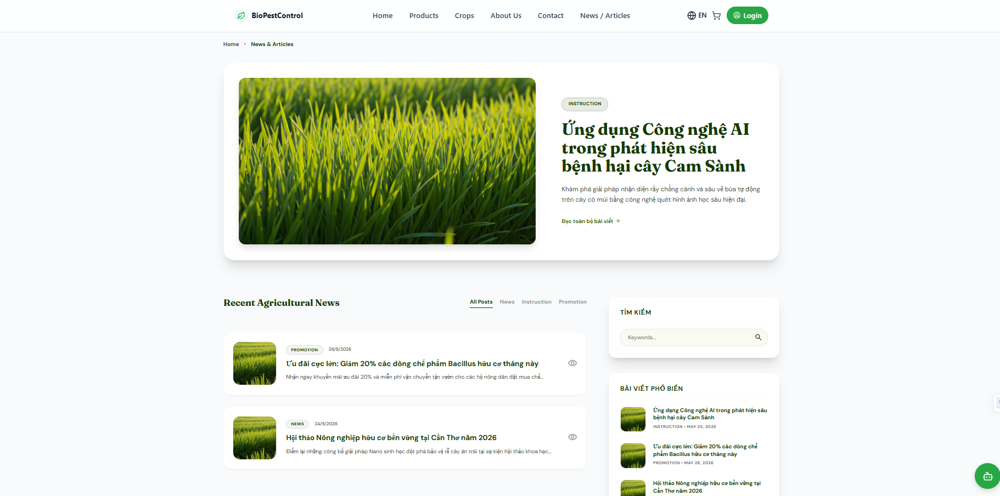 BioPestControl
Home
Products
Crops
About Us
Contact
News / Articles
EN
Login
Home › News & Articles
INSTRUCTION
Ứng dụng Công nghệ AI
trong phát hiện sâu
bệnh hại cây Cam Sành
Khám phá giải pháp nhận diện rầy chổng cánh và sâu vẽ bùa tự động
trên cây có múi bằng công nghệ quét hình ảnh học sâu hiện đại.
Đọc toàn bộ bài viết →
Recent Agricultural News
All Posts
News
Instruction
Promotion
PROMOTION
26/5/2026
Ưu đãi cực lớn: Giảm 20% các dòng chế phẩm Bacillus hữu cơ tháng này
Nhận ngay khuyến mãi ưu đãi 20% và miễn phí vận chuyển tận vườn cho các hộ nông dân đặt mua chế...
NEWS
24/5/2026
Hội thảo Nông nghiệp hữu cơ bền vững tại Cần Thơ năm 2026
Điểm lại những công bố giải pháp Nano sinh học đột phá bảo vệ rễ cây ăn trái tại sự kiện hội thảo khoa học...
TÌM KIẾM
Keywords...
BÀI VIẾT PHỔ BIẾN
Ứng dụng Công nghệ AI trong phát hiện sâu
bệnh hại cây Cam Sành
INSTRUCTION • MAY 25, 2026
Ưu đãi cực lớn: Giảm 20% các dòng chế
phẩm Bacillus hữu cơ tháng này
PROMOTION • MAY 26, 2026
Hội thảo Nông nghiệp hữu cơ bền vững tại
Cần Thơ năm 2026